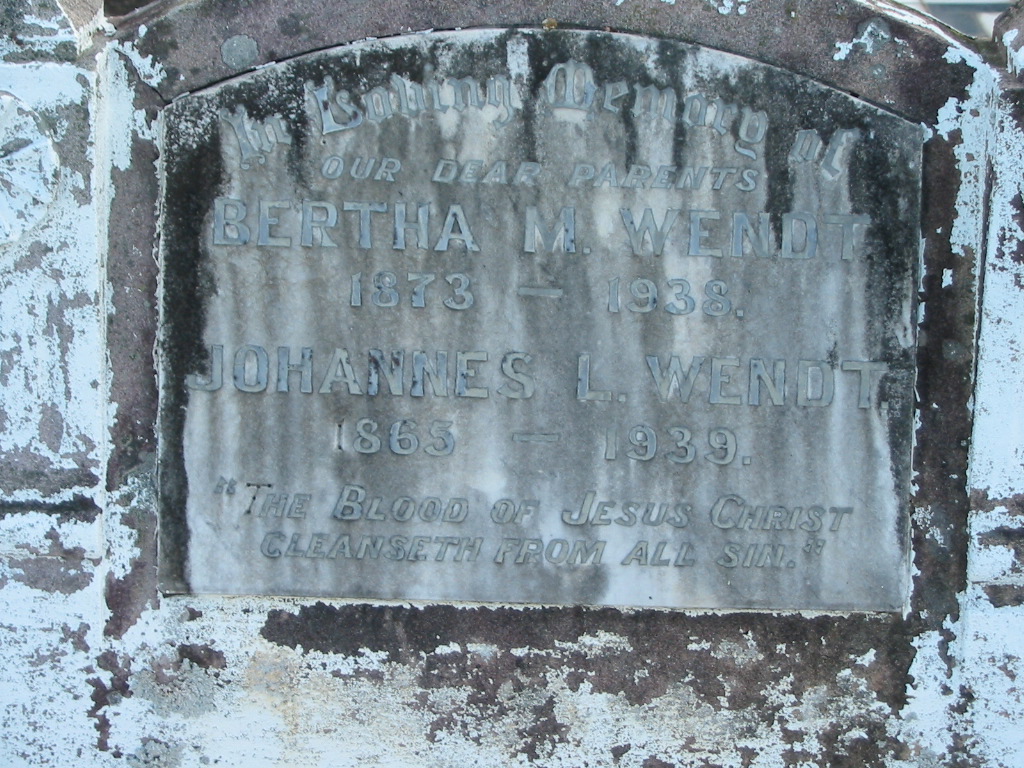 In Loving Memory of
OUR DEAR PARENTS
BERTHA M. WENDT
1873 — 1938.
JOHANNES L. WENDT
1865 — 1939.
"THE BLOOD OF JESUS CHRIST
CLEANSETH FROM ALL SIN."